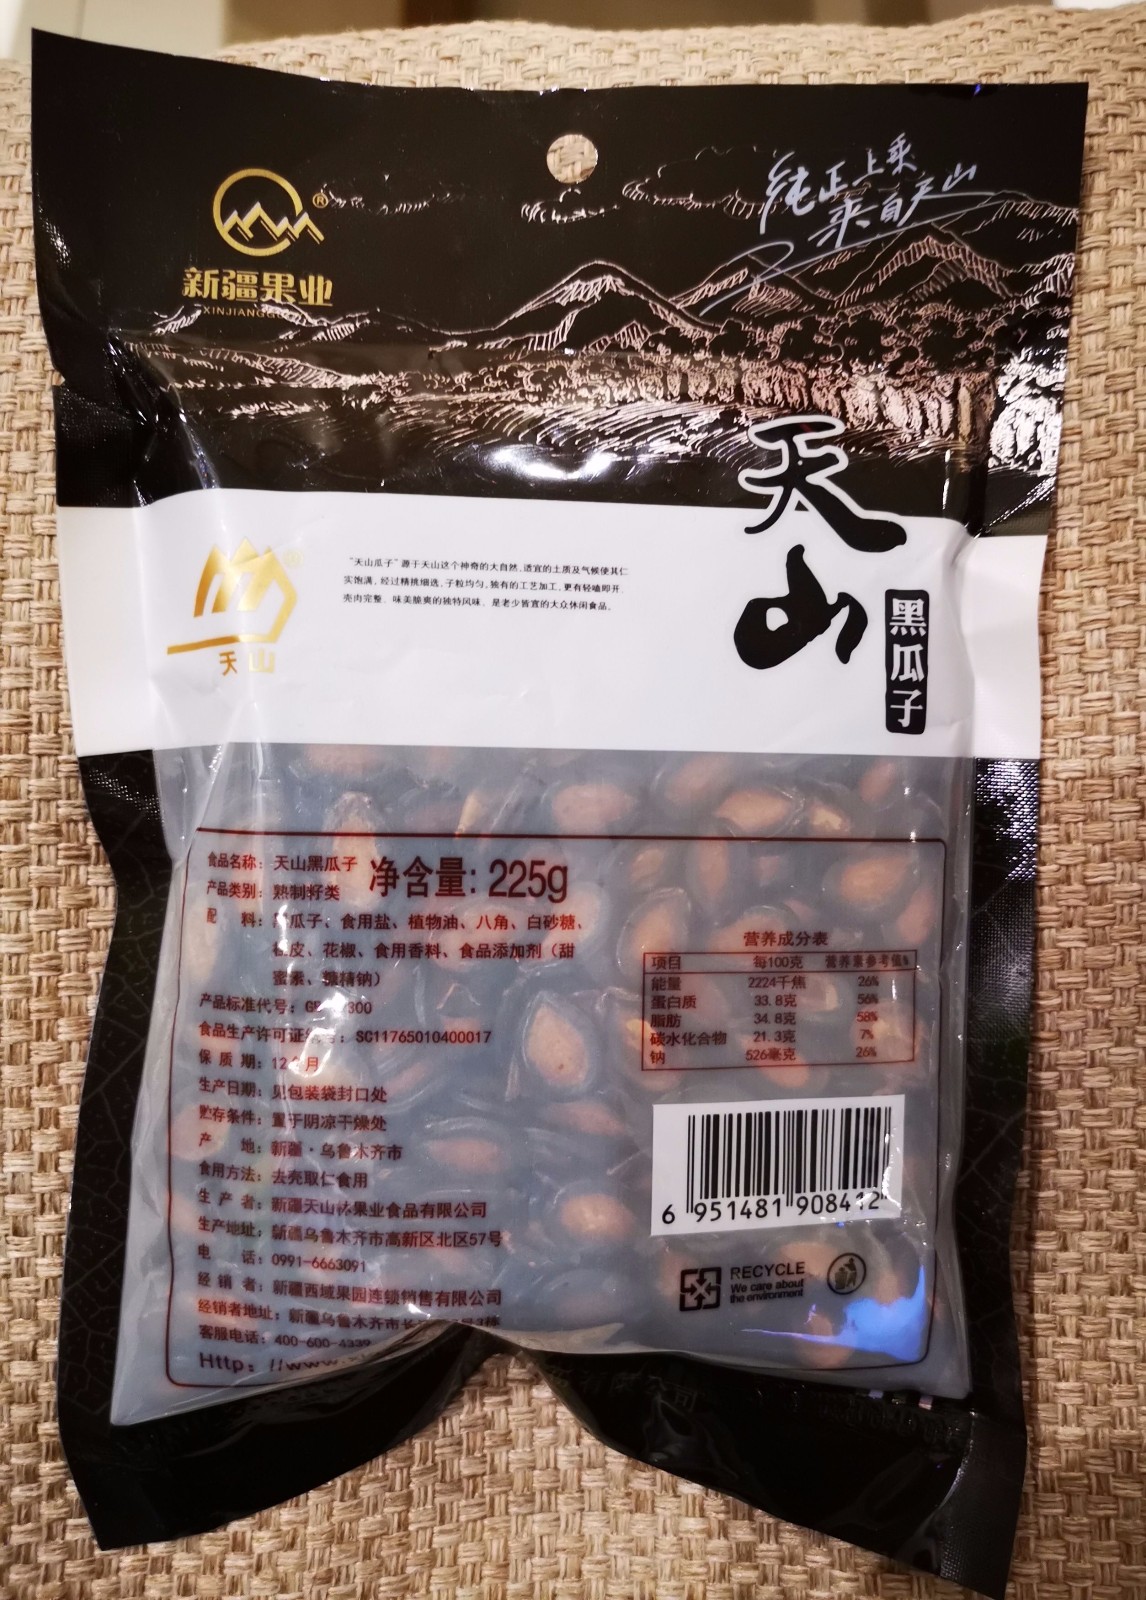 纯正上乘
来自天山
®
新疆果业
天山
黑瓜子
天山
"天山瓜子"源于天山这个神奇的大自然,适宜的土质及气候使其仁
实饱满，经过精挑细选，子粒均匀，独有的工艺加工，更有轻嗑即开、
壳肉完整、味美脆爽的独特风味，是老少皆宜的大众休闲食品。
食品名称：天山黑瓜子 净含量: 225g
产品类别：熟制籽类
配 料：瓜子、食用盐、植物油、八角、白砂糖、
皮、花椒、食用香料、食品添加剂（甜
蜜素、糖精钠）
产品标准代号：300
食品生产许可证：SC11765010400017
保 质 期：12个月
生产日期：见包装袋封口处
贮存条件：置于阴凉干燥处
产 地：新疆·乌鲁木齐市
食用方法：去壳取仁食用
生 产 者：新疆天山林果业食品有限公司
生产地址：新疆乌鲁木齐市高新区北区57号
电 话：0991-6663091
经 销 者：新疆西域果园连锁销售有限公司
经销者地址：新疆乌鲁木齐市
客服电话：400-600-4339
Http：//www.
营养成分表
项目 每100克 营养素参考值%
能量 2224千焦 26%
蛋白质 33.8克 56%
脂肪 34.8克 58%
碳水化合物 21.3克 7%
钠 526毫克 26%
6 951481 908412
RECYCLE
We care about
the environment